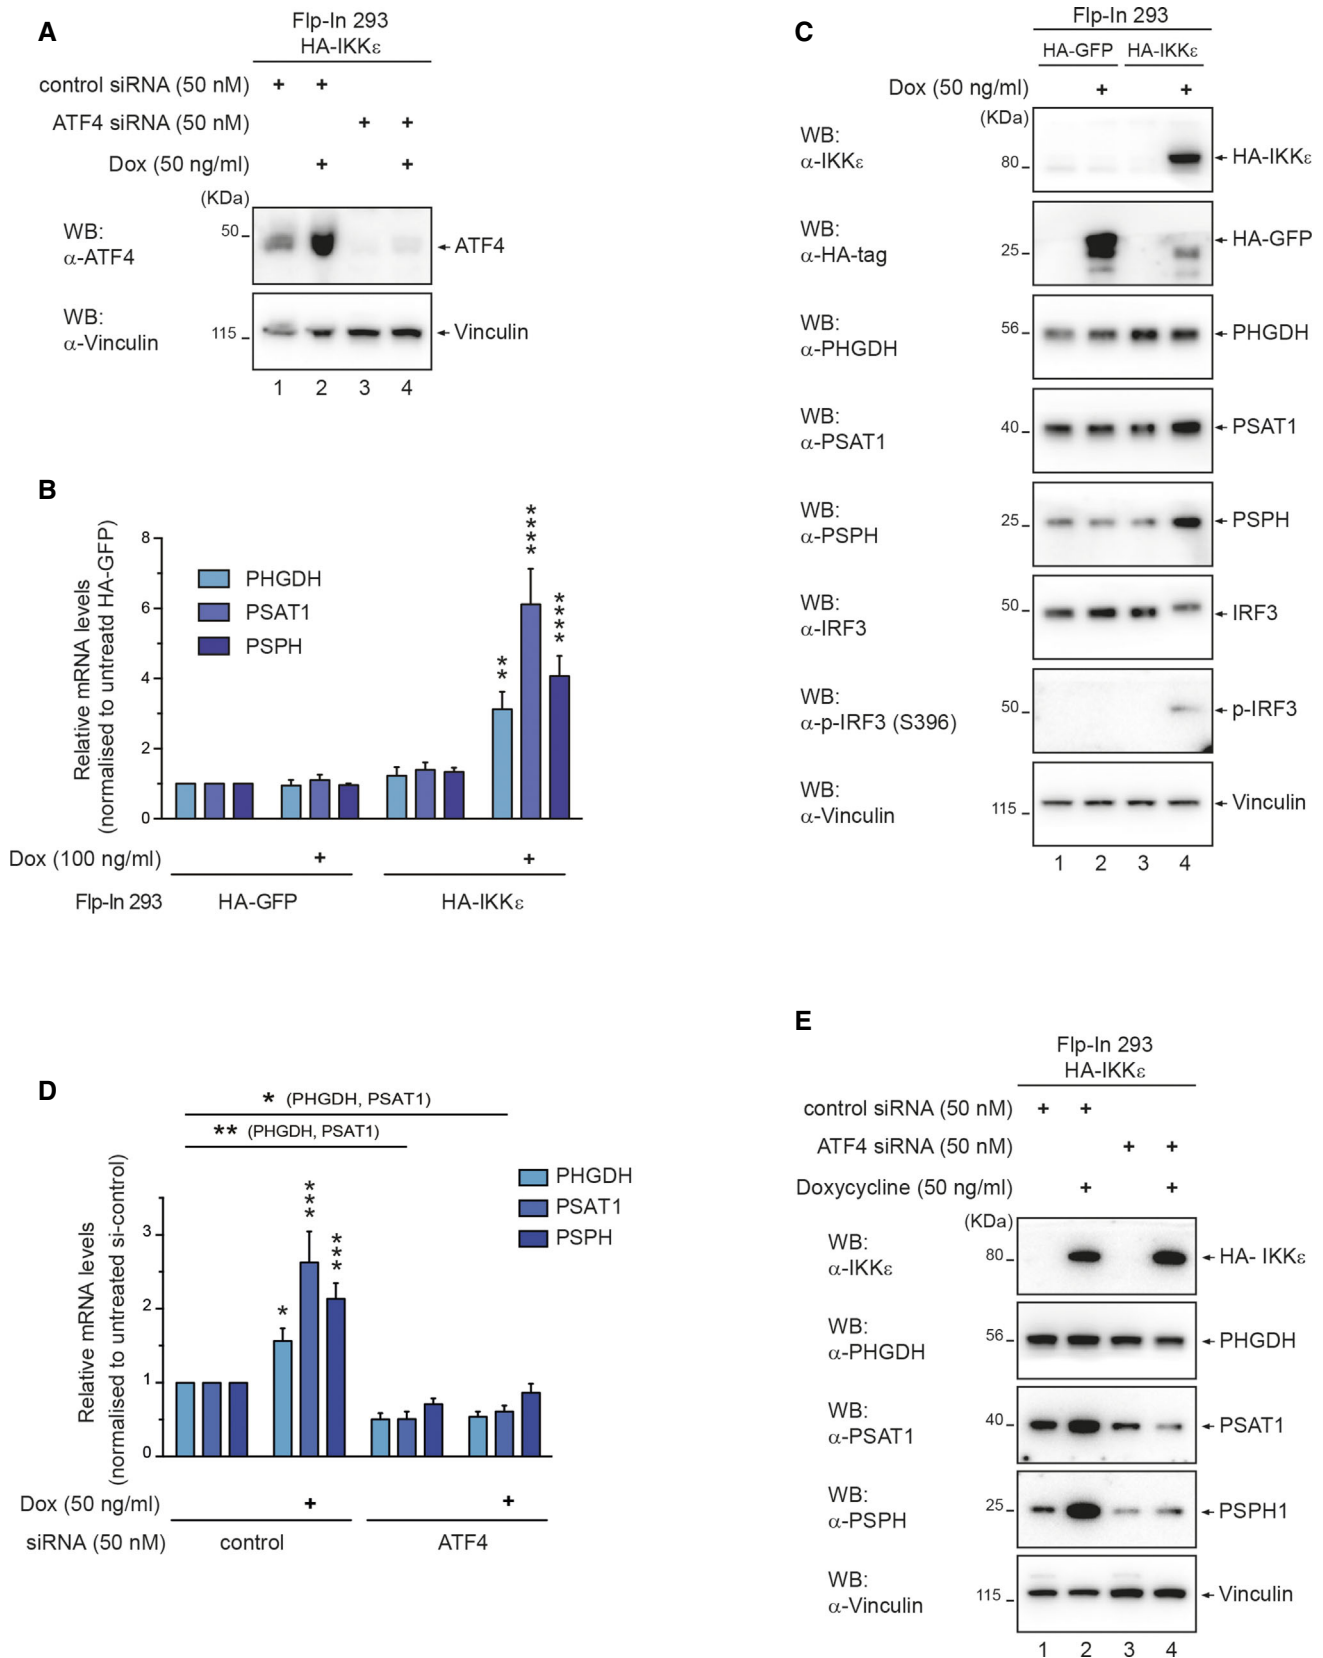 A
Flp-In 293
HA-IKKε
control siRNA (50 nM) + +
ATF4 siRNA (50 nM) + +
Dox (50 ng/ml) + +
(KDa)
WB:
α-ATF4
50
ATF4
WB:
α-Vinculin
115
Vinculin
1 2 3 4
B
Relative mRNA levels
(normalised to untreatd HA-GFP)
8
6
4
2
0
PHGDH
PSAT1
PSPH
**
****
****
Dox (100 ng/ml) + +
Flp-In 293 HA-GFP HA-IKKε
C
Flp-In 293
HA-GFP HA-IKKε
Dox (50 ng/ml) + +
(KDa)
WB:
α-IKKε
80
HA-IKKε
WB:
α-HA-tag
25
HA-GFP
WB:
α-PHGDH
56
PHGDH
WB:
α-PSAT1
40
PSAT1
WB:
α-PSPH
25
PSPH
WB:
α-IRF3
50
IRF3
WB:
α-p-IRF3 (S396)
50
p-IRF3
WB:
α-Vinculin
115
Vinculin
1 2 3 4
D
* (PHGDH, PSAT1)
** (PHGDH, PSAT1)
Relative mRNA levels
(normalised to untreated si-control)
3
2
1
0
PHGDH
PSAT1
PSPH
*
***
***
Dox (50 ng/ml) + +
siRNA (50 nM) control ATF4
E
Flp-In 293
HA-IKKε
control siRNA (50 nM) + +
ATF4 siRNA (50 nM) + +
Doxycycline (50 ng/ml) + +
(KDa)
WB:
α-IKKε
80
HA- IKKε
WB:
α-PHGDH
56
PHGDH
WB:
α-PSAT1
40
PSAT1
WB:
α-PSPH
25
PSPH1
WB:
α-Vinculin
115
Vinculin
1 2 3 4